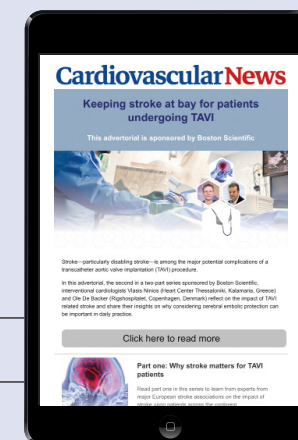 CardiovascularNews
Keeping stroke at bay for patients
undergoing TAVI
This advertorial is sponsored by Boston Scientific
Stroke—particularly disabling stroke—is among the major potential complications of a
transcatheter aortic valve implantation (TAVI) procedure.
In this advertorial, the second in a two-part series sponsored by Boston Scientific,
interventional cardiologists Vlasis Ninios (Heart Center Thessaloniki, Kalamaria, Greece)
and Ole De Backer (Rigshospitalet, Copenhagen, Denmark) reflect on the impact of TAVI
related stroke and share their insights on why considering cerebral embolic protection can
be important in daily practice.
Click here to read more
Part one: Why stroke matters for TAVI
patients
Read part one in this series to learn from experts from
major European stroke associations on the impact of
stroke upon patients across the continent